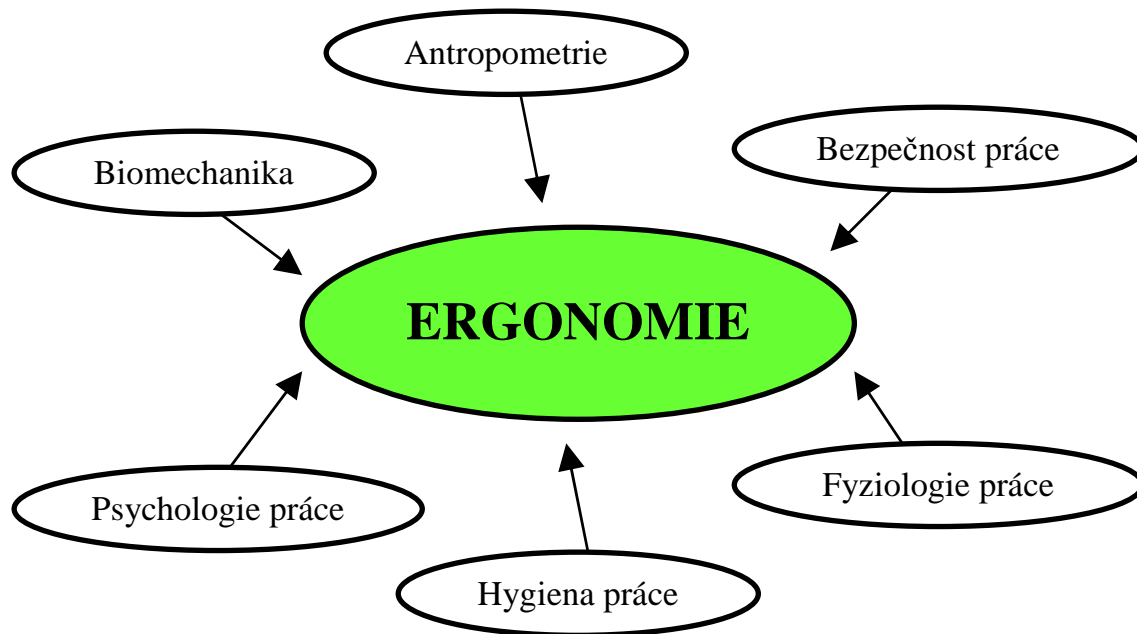 Antropometrie
Bezpečnost práce
Biomechanika
ERGONOMIE
Fyziologie práce
Psychologie práce
Hygiena práce